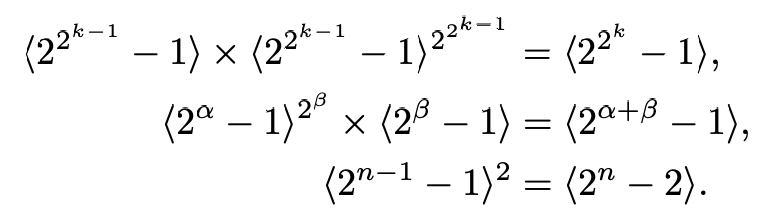 ⟨2^{2^{k-1}} − 1⟩ × ⟨2^{2^{k-1}} − 1⟩^{2^{2^{k-1}}} = ⟨2^{2^k} − 1⟩,
⟨2^α − 1⟩^{2^β} × ⟨2^β − 1⟩ = ⟨2^{α+β} − 1⟩,
⟨2^{n−1} − 1⟩^2 = ⟨2^n − 2⟩.